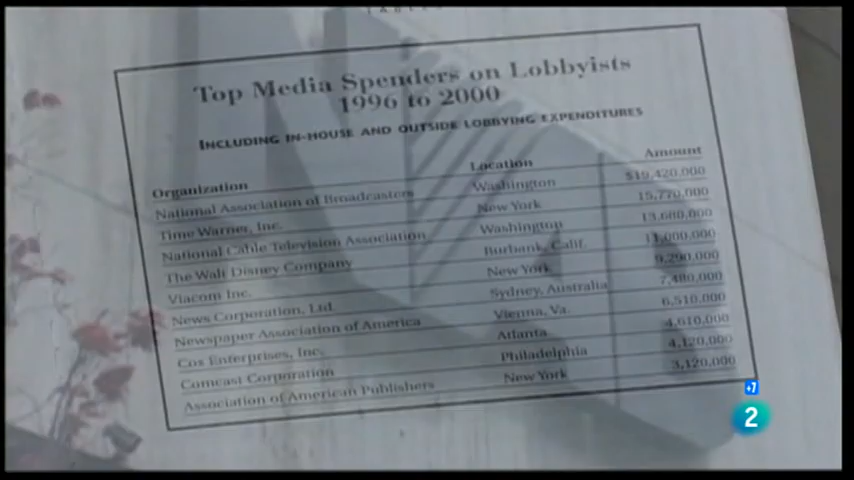 Top Media Spenders on Lobbyists
1996 to 2000
INCLUDING IN-HOUSE AND OUTSIDE LOBBYING EXPENDITURES
Organization Location Amount
National Association of Broadcasters Washington $19,420,000
Time Warner, Inc. New York 15,770,000
National Cable Television Association Washington 13,680,000
The Walt Disney Company Burbank, Calif. 11,000,000
Viacom Inc. New York 9,290,000
News Corporation, Ltd. Sydney, Australia 7,480,000
Newspaper Association of America Vienna, Va. 6,510,000
Cox Enterprises, Inc. Atlanta 4,610,000
Comcast Corporation Philadelphia 4,120,000
Association of American Publishers New York 3,120,000
+7
2